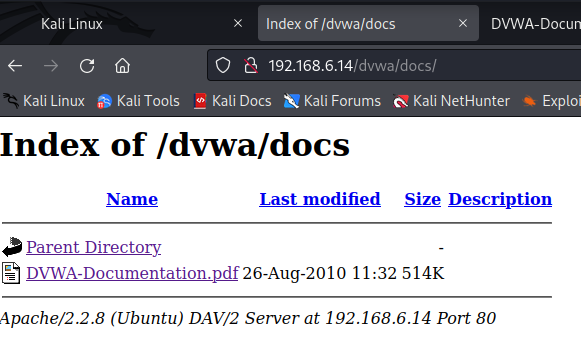 Kali Linux × Index of /dvwa/docs × DVWA-Docum
192.168.6.14/dvwa/docs/
Kali Linux Kali Tools Kali Docs Kali Forums Kali NetHunter Exploi
Index of /dvwa/docs
Name Last modified Size Description
Parent Directory -
DVWA-Documentation.pdf 26-Aug-2010 11:32 514K
Apache/2.2.8 (Ubuntu) DAV/2 Server at 192.168.6.14 Port 80